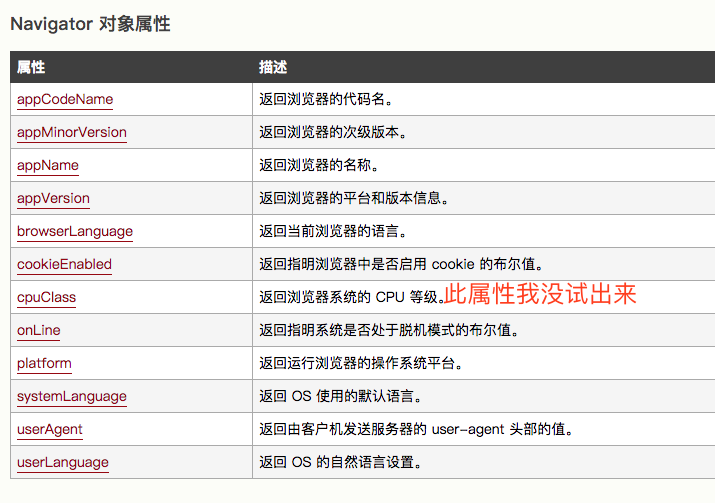 Navigator 对象属性
属性 描述
appCodeName 返回浏览器的代码名。
appMinorVersion 返回浏览器的次级版本。
appName 返回浏览器的名称。
appVersion 返回浏览器的平台和版本信息。
browserLanguage 返回当前浏览器的语言。
cookieEnabled 返回指明浏览器中是否启用 cookie 的布尔值。
cpuClass 返回浏览器系统的 CPU 等级。此属性我没试出来
onLine 返回指明系统是否处于脱机模式的布尔值。
platform 返回运行浏览器的操作系统平台。
systemLanguage 返回 OS 使用的默认语言。
userAgent 返回由客户机发送服务器的 user-agent 头部的值。
userLanguage 返回 OS 的自然语言设置。